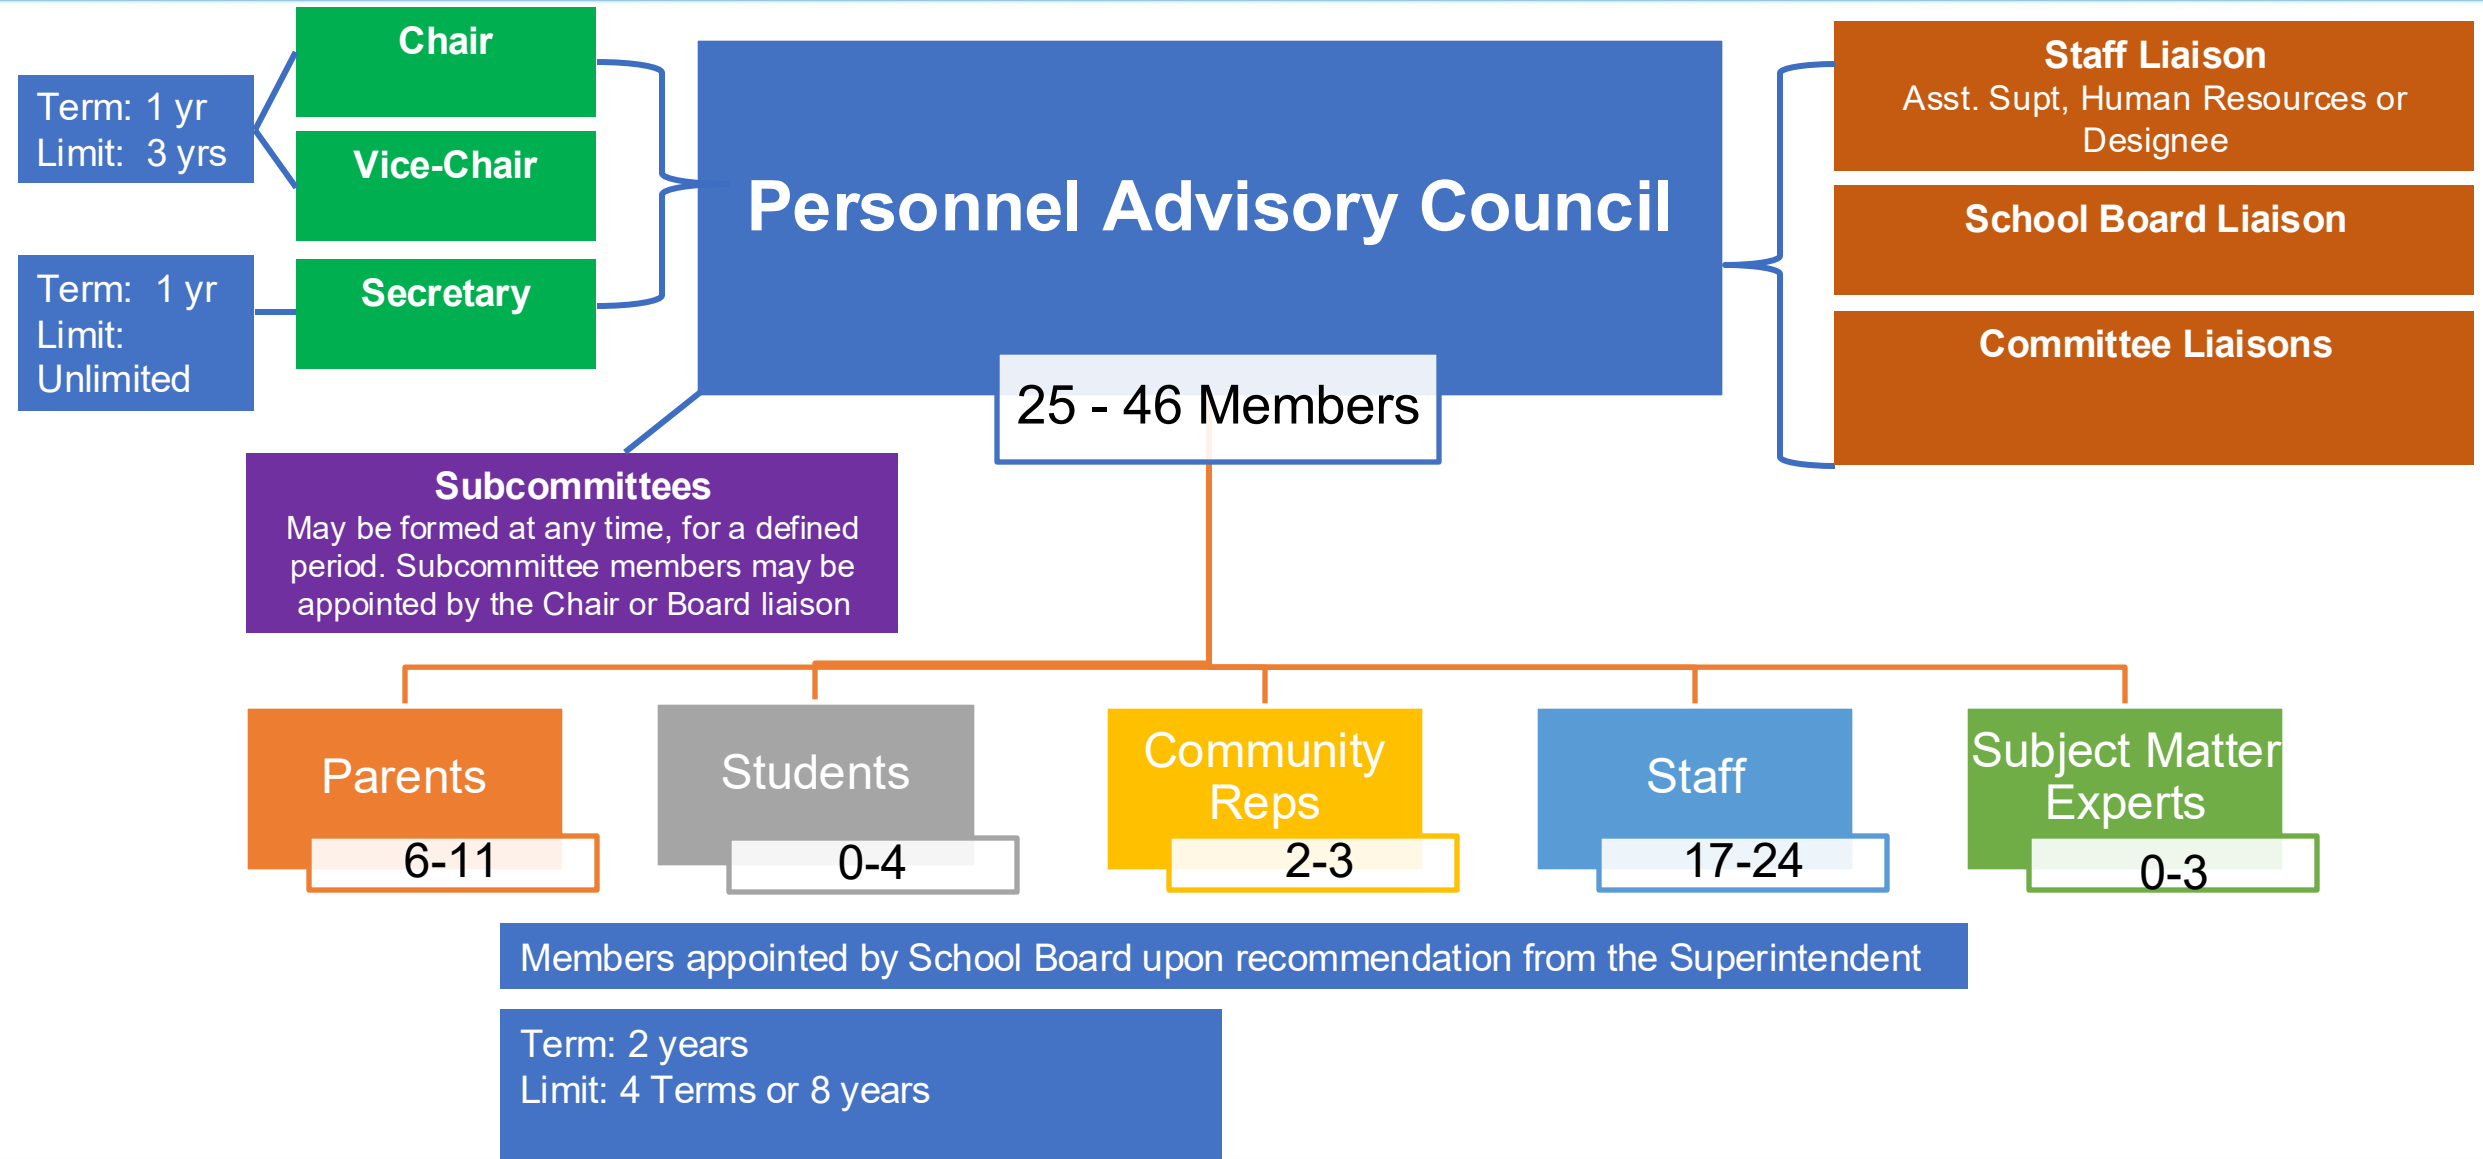 Chair
Term: 1 yr
Limit:  3 yrs
Vice-Chair
Term:  1 yr
Limit:
Unlimited
Secretary
Personnel Advisory Council
25 - 46 Members
Staff Liaison
Asst. Supt, Human Resources or
Designee
School Board Liaison
Committee Liaisons
Subcommittees
May be formed at any time, for a defined
period. Subcommittee members may be
appointed by the Chair or Board liaison
Parents
6-11
Students
0-4
Community
Reps
2-3
Staff
17-24
Subject Matter
Experts
0-3
Members appointed by School Board upon recommendation from the Superintendent
Term: 2 years
Limit: 4 Terms or 8 years